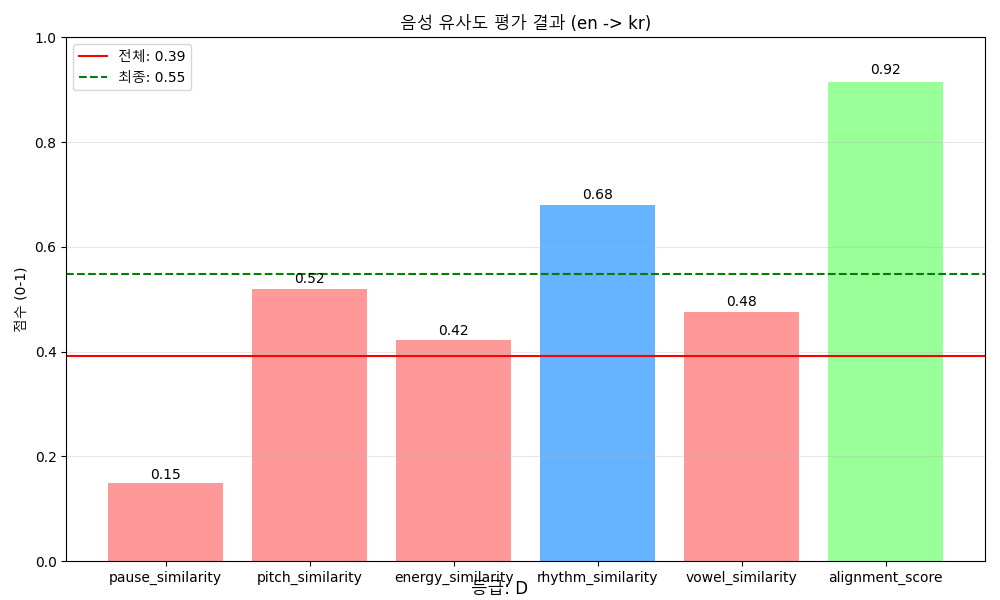 음성 유사도 평가 결과 (en -> kr)
전체: 0.39
최종: 0.55
점수 (0-1)
1.0
0.8
0.6
0.4
0.2
0.0
0.15
0.52
0.42
0.68
0.48
0.92
pause_similarity
pitch_similarity
energy_similarity
rhythm_similarity
vowel_similarity
alignment_score
등급: D